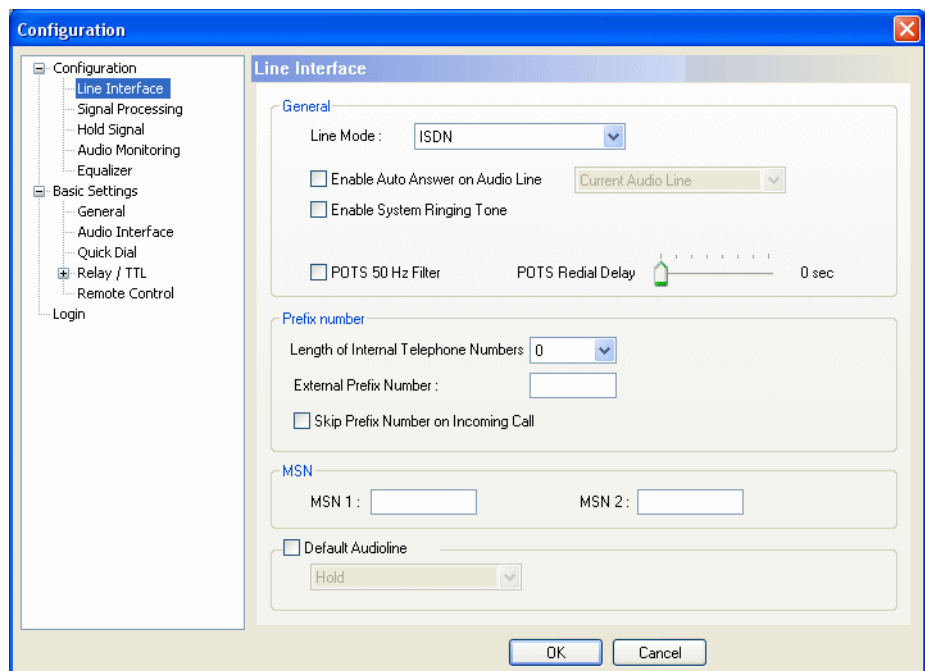 Configuration
Configuration
Line Interface
Signal Processing
Hold Signal
Audio Monitoring
Equalizer
Basic Settings
General
Audio Interface
Quick Dial
Relay / TTL
Remote Control
Login
Line Interface
General
Line Mode : ISDN
Enable Auto Answer on Audio Line Current Audio Line
Enable System Ringing Tone
POTS 50 Hz Filter POTS Redial Delay 0 sec
Prefix number
Length of Internal Telephone Numbers 0
External Prefix Number :
Skip Prefix Number on Incoming Call
MSN
MSN 1 : MSN 2 :
Default Audioline
Hold
OK Cancel